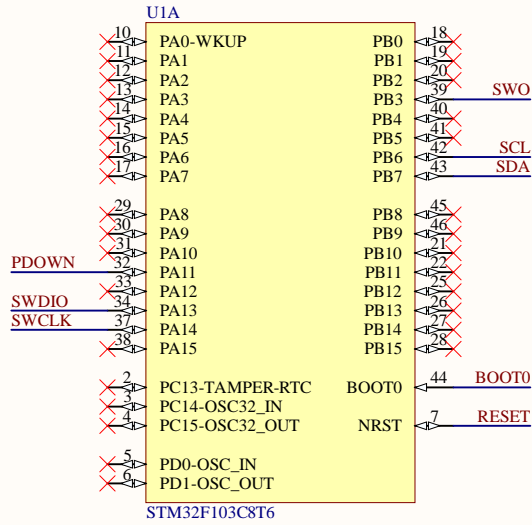 U1A
10 PA0-WKUP PB0 18
11 PA1 PB1 19
12 PA2 PB2 20
13 PA3 PB3 39 SWO
14 PA4 PB4 40
15 PA5 PB5 41
16 PA6 PB6 42 SCL
17 PA7 PB7 43 SDA
29 PA8 PB8 45
30 PA9 PB9 46
31 PA10 PB10 21
PDOWN 32 PA11 PB11 22
33 PA12 PB12 25
SWDIO 34 PA13 PB13 26
SWCLK 37 PA14 PB14 27
38 PA15 PB15 28
2 PC13-TAMPER-RTC BOOT0 44 BOOT0
3 PC14-OSC32_IN
4 PC15-OSC32_OUT NRST 7 RESET
5 PD0-OSC_IN
6 PD1-OSC_OUT
STM32F103C8T6